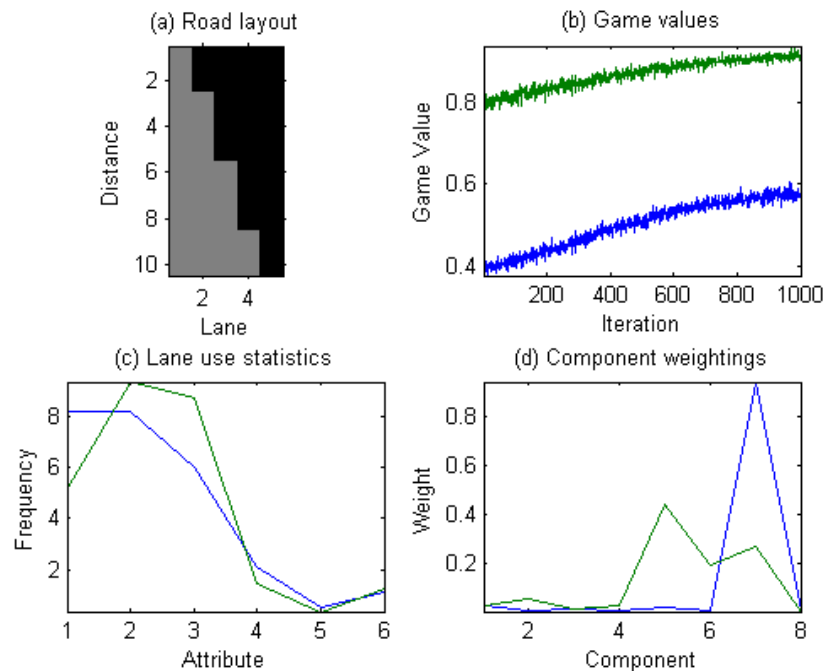 (a) Road layout
2
4
6
8
10
Distance
2 4
Lane
(b) Game values
0.8
0.6
0.4
Game Value
200 400 600 800 1000
Iteration
(c) Lane use statistics
8
6
4
2
Frequency
1 2 3 4 5 6
Attribute
(d) Component weightings
0.8
0.6
0.4
0.2
Weight
2 4 6 8
Component